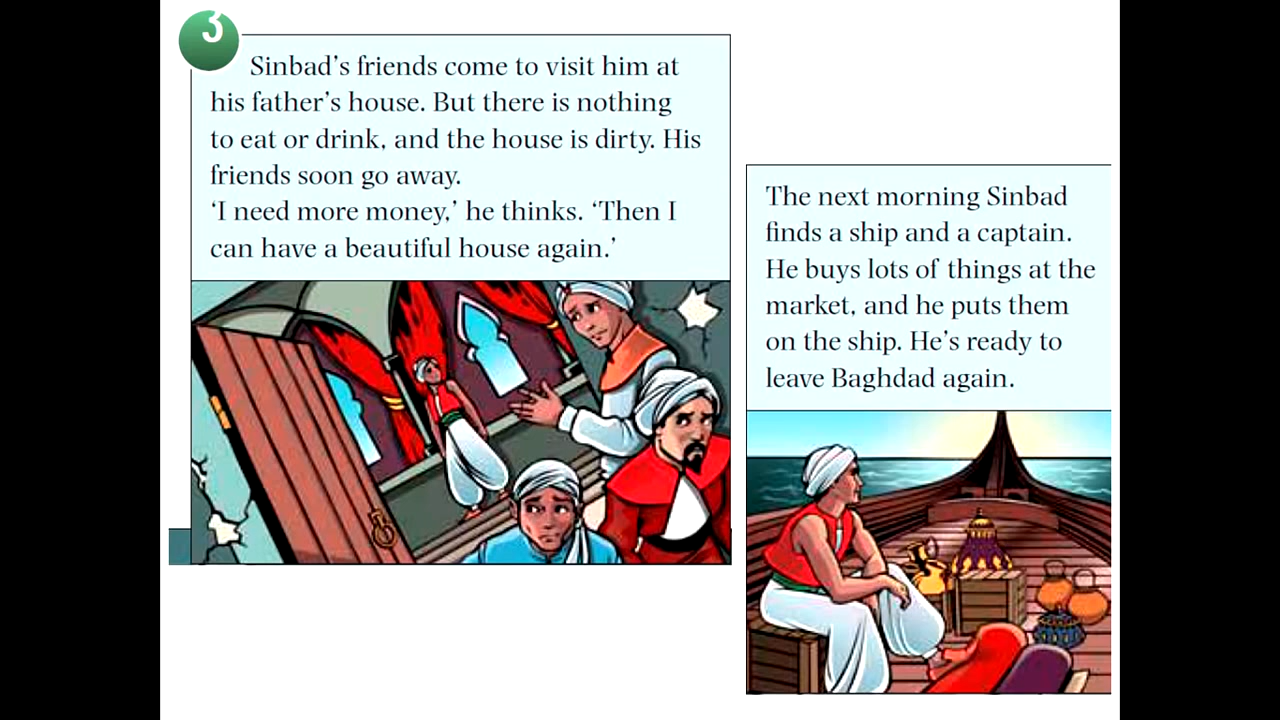 3
Sinbad’s friends come to visit him at
his father’s house. But there is nothing
to eat or drink, and the house is dirty. His
friends soon go away.
‘I need more money,’ he thinks. ‘Then I
can have a beautiful house again.’
The next morning Sinbad
finds a ship and a captain.
He buys lots of things at the
market, and he puts them
on the ship. He’s ready to
leave Baghdad again.